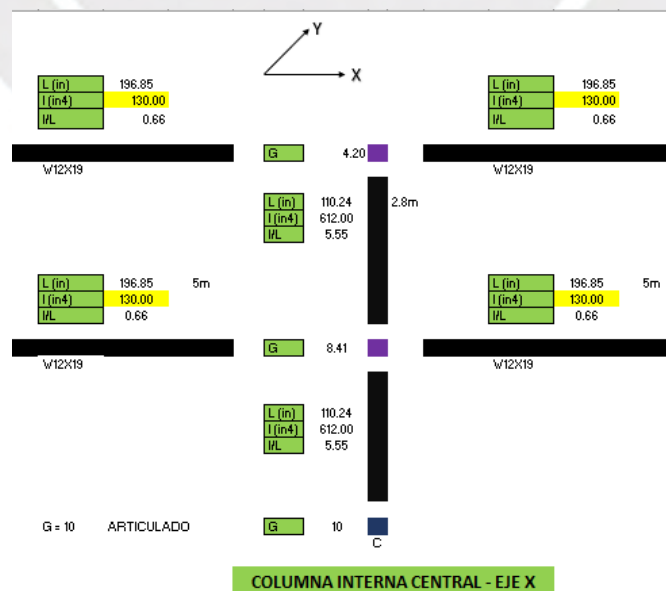 Y
X
L (in) 196.85
I (in4) 130.00
I/L 0.66
L (in) 196.85
I (in4) 130.00
I/L 0.66
G 4.20
W12X19
W12X19
L (in) 110.24 2.8m
I (in4) 612.00
I/L 5.55
L (in) 196.85 5m
I (in4) 130.00
I/L 0.66
L (in) 196.85 5m
I (in4) 130.00
I/L 0.66
G 8.41
W12X19
W12X19
L (in) 110.24
I (in4) 612.00
I/L 5.55
G = 10 ARTICULADO G 10
C
COLUMNA INTERNA CENTRAL - EJE X